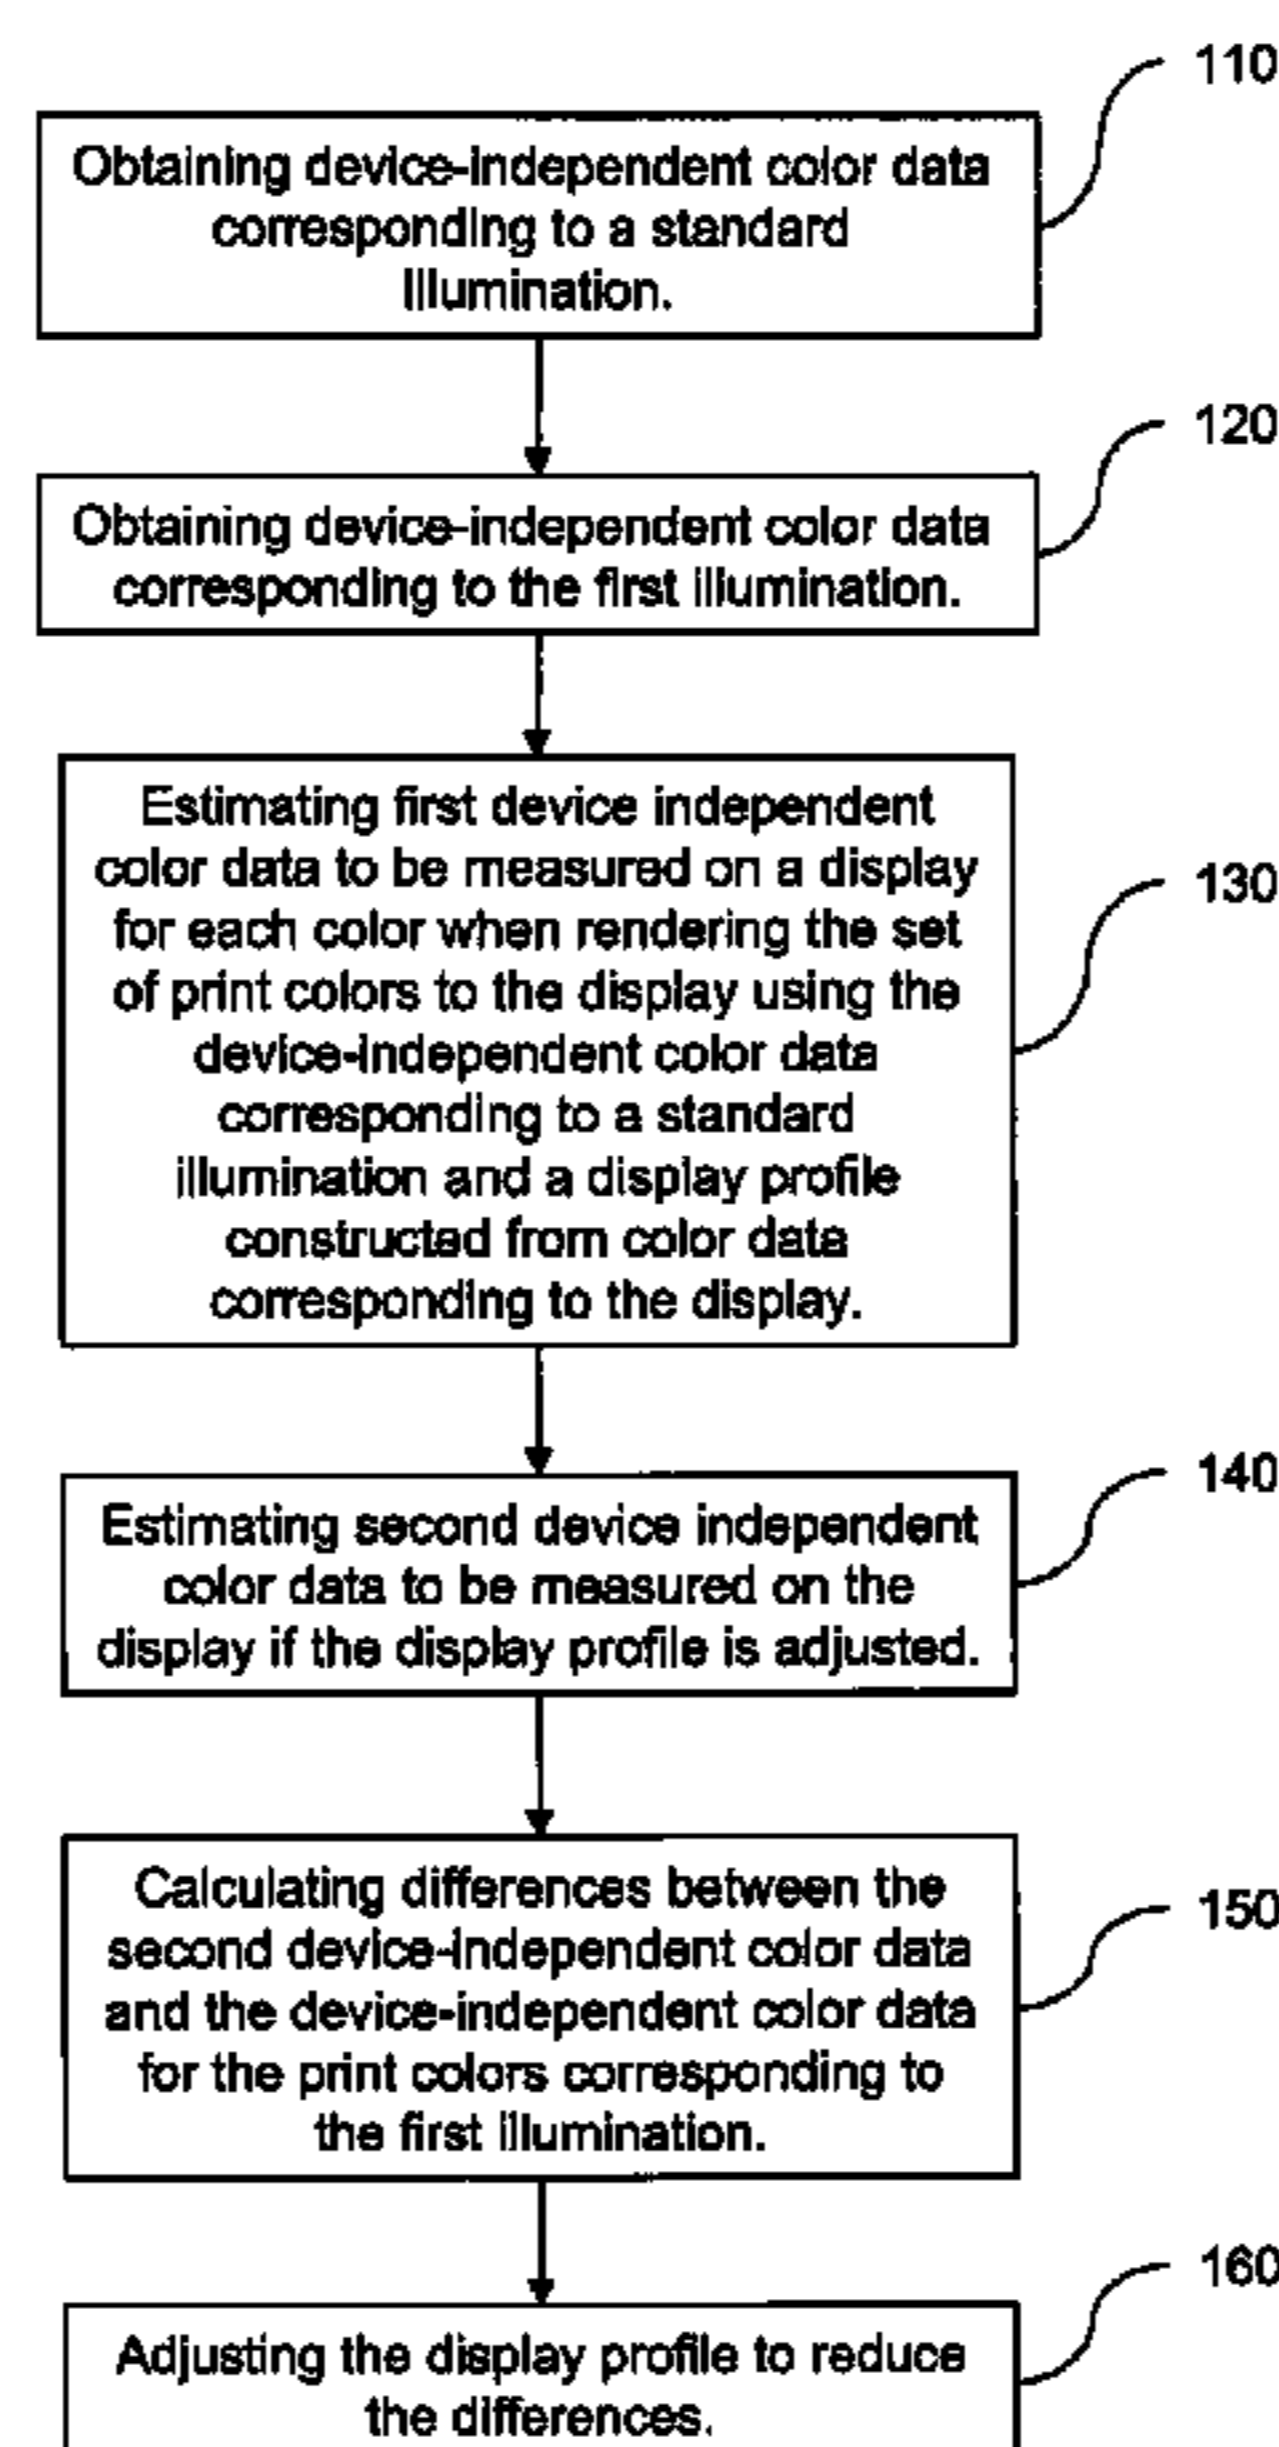 110
Obtaining device-independent color data
corresponding to a standard
illumination.
120
Obtaining device-independent color data
corresponding to the first illumination.
Estimating first device independent
color data to be measured on a display
130
for each color when rendering the set
of print colors to the display using the
device-independent color data
corresponding to a standard
illumination and a display profile
constructed from color data
corresponding to the display.
140
Estimating second device independent
color data to be measured on the
display if the display profile is adjusted.
150
Calculating differences between the
second device-independent color data
and the device-independent color data
for the print colors corresponding to
the first illumination.
160
Adjusting the display profile to reduce
the differences.